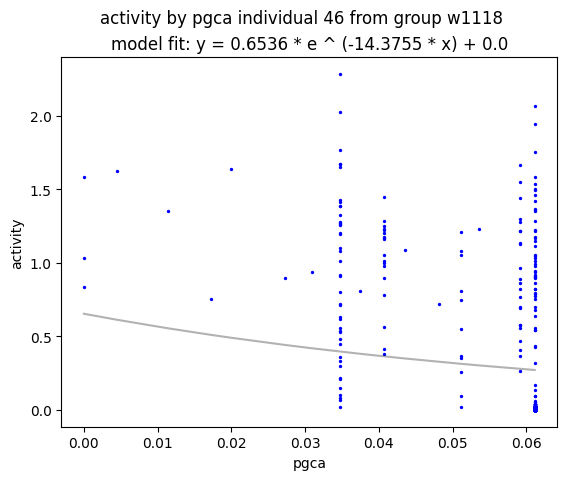 activity by pgca individual 46 from group w1118
model fit: y = 0.6536 * e ^ (-14.3755 * x) + 0.0
2.0
1.5
1.0
0.5
0.0
activity
0.00 0.01 0.02 0.03 0.04 0.05 0.06
pgca